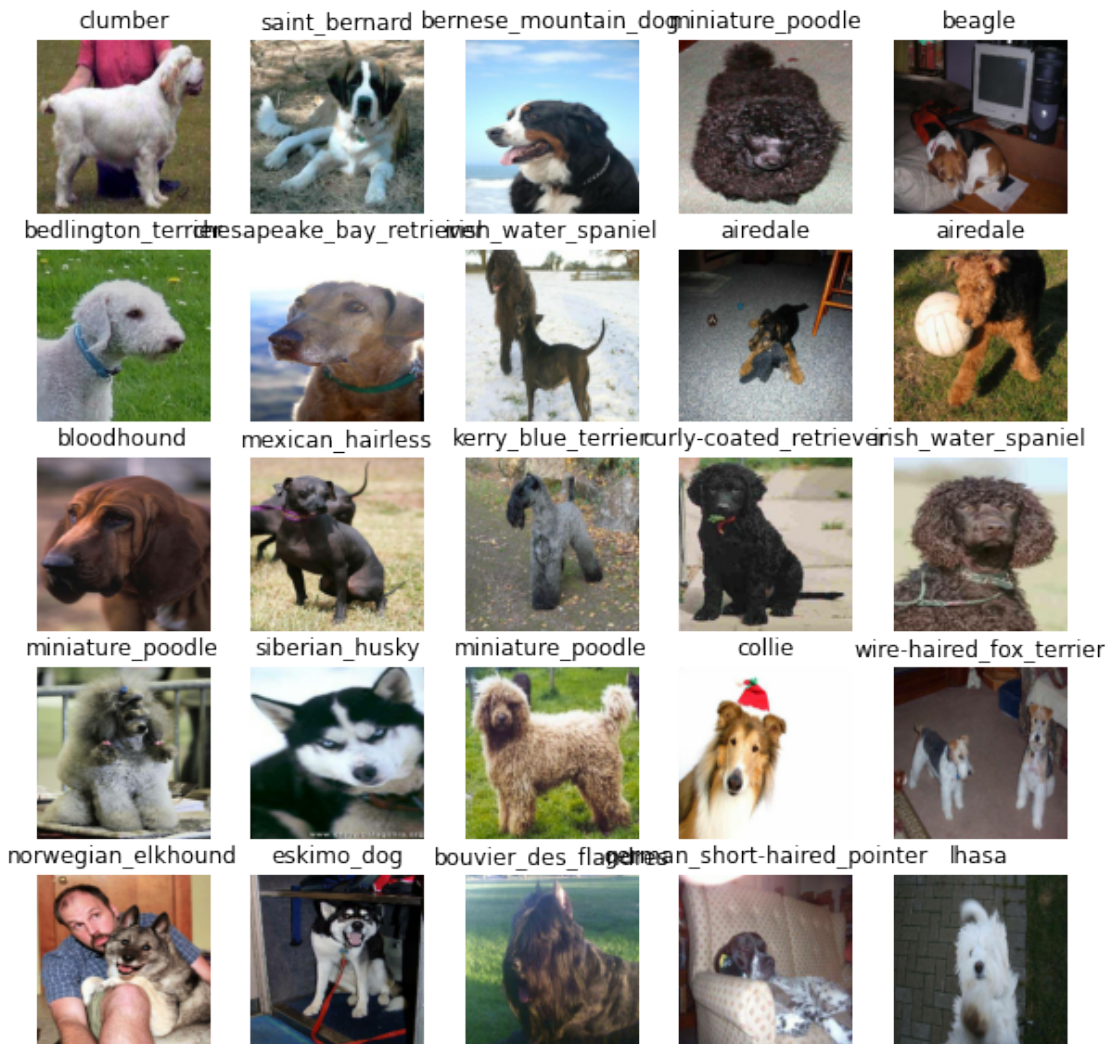 clumber
saint_bernard
bernese_mountain_dog
miniature_poodle
beagle
bedlington_terrier
chesapeake_bay_retriever
irish_water_spaniel
airedale
airedale
bloodhound
mexican_hairless
kerry_blue_terrier
curly-coated_retriever
irish_water_spaniel
miniature_poodle
siberian_husky
miniature_poodle
collie
wire-haired_fox_terrier
norwegian_elkhound
eskimo_dog
bouvier_des_flandres
german_short-haired_pointer
lhasa